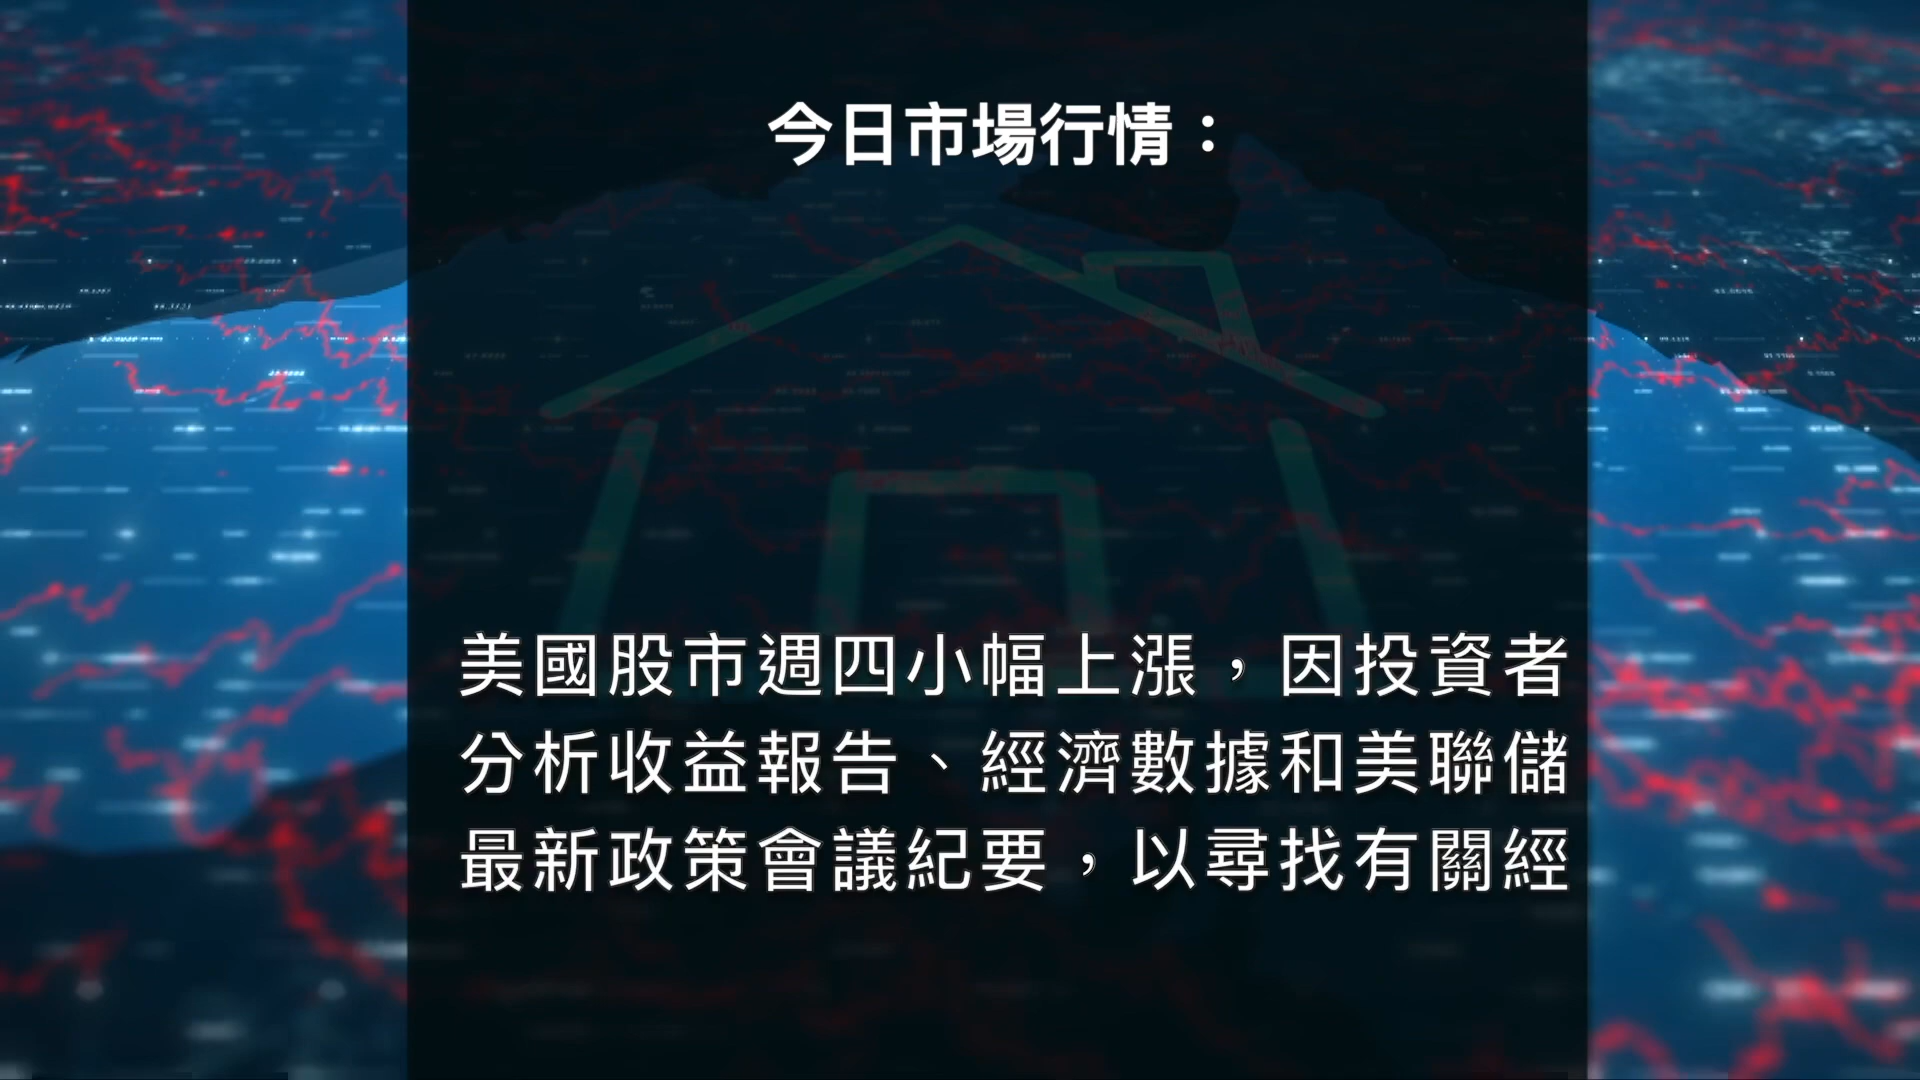 今日市場行情：
美國股市週四小幅上漲，因投資者
分析收益報告、經濟數據和美聯儲
最新政策會議紀要，以尋找有關經